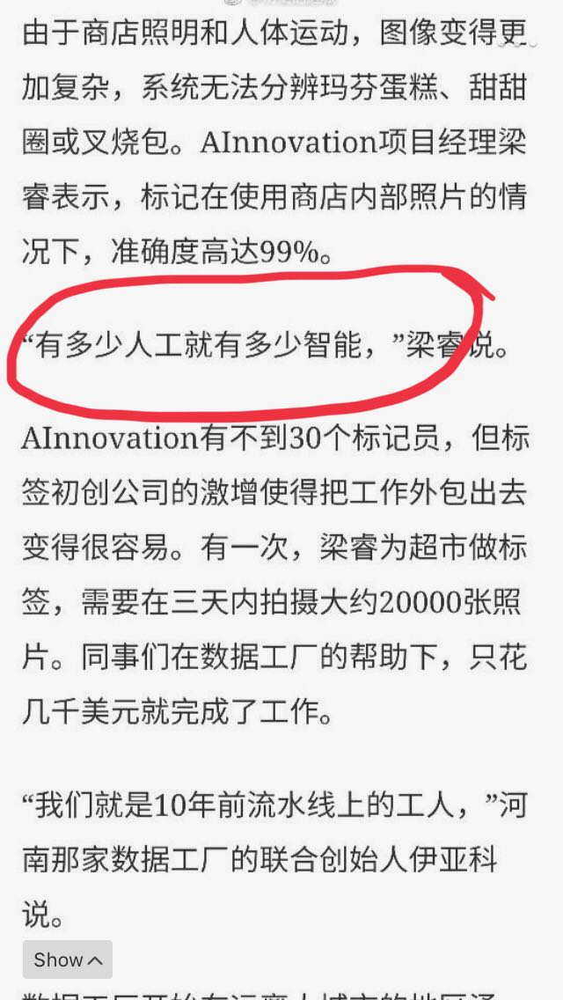 由于商店照明和人体运动，图像变得更
加复杂，系统无法分辨玛芬蛋糕、甜甜
圈或叉烧包。AInnovation项目经理梁
睿表示，标记在使用商店内部照片的情
况下，准确度高达99%。
“有多少人工就有多少智能，”梁睿说。
AInnovation有不到30个标记员，但标
签初创公司的激增使得把工作外包出去
变得很容易。有一次，梁睿为超市做标
签，需要在三天内拍摄大约20000张照
片。同事们在数据工厂的帮助下，只花
几千美元就完成了工作。
“我们就是10年前流水线上的工人，”河
南那家数据工厂的联合创始人伊亚科
说。
Show